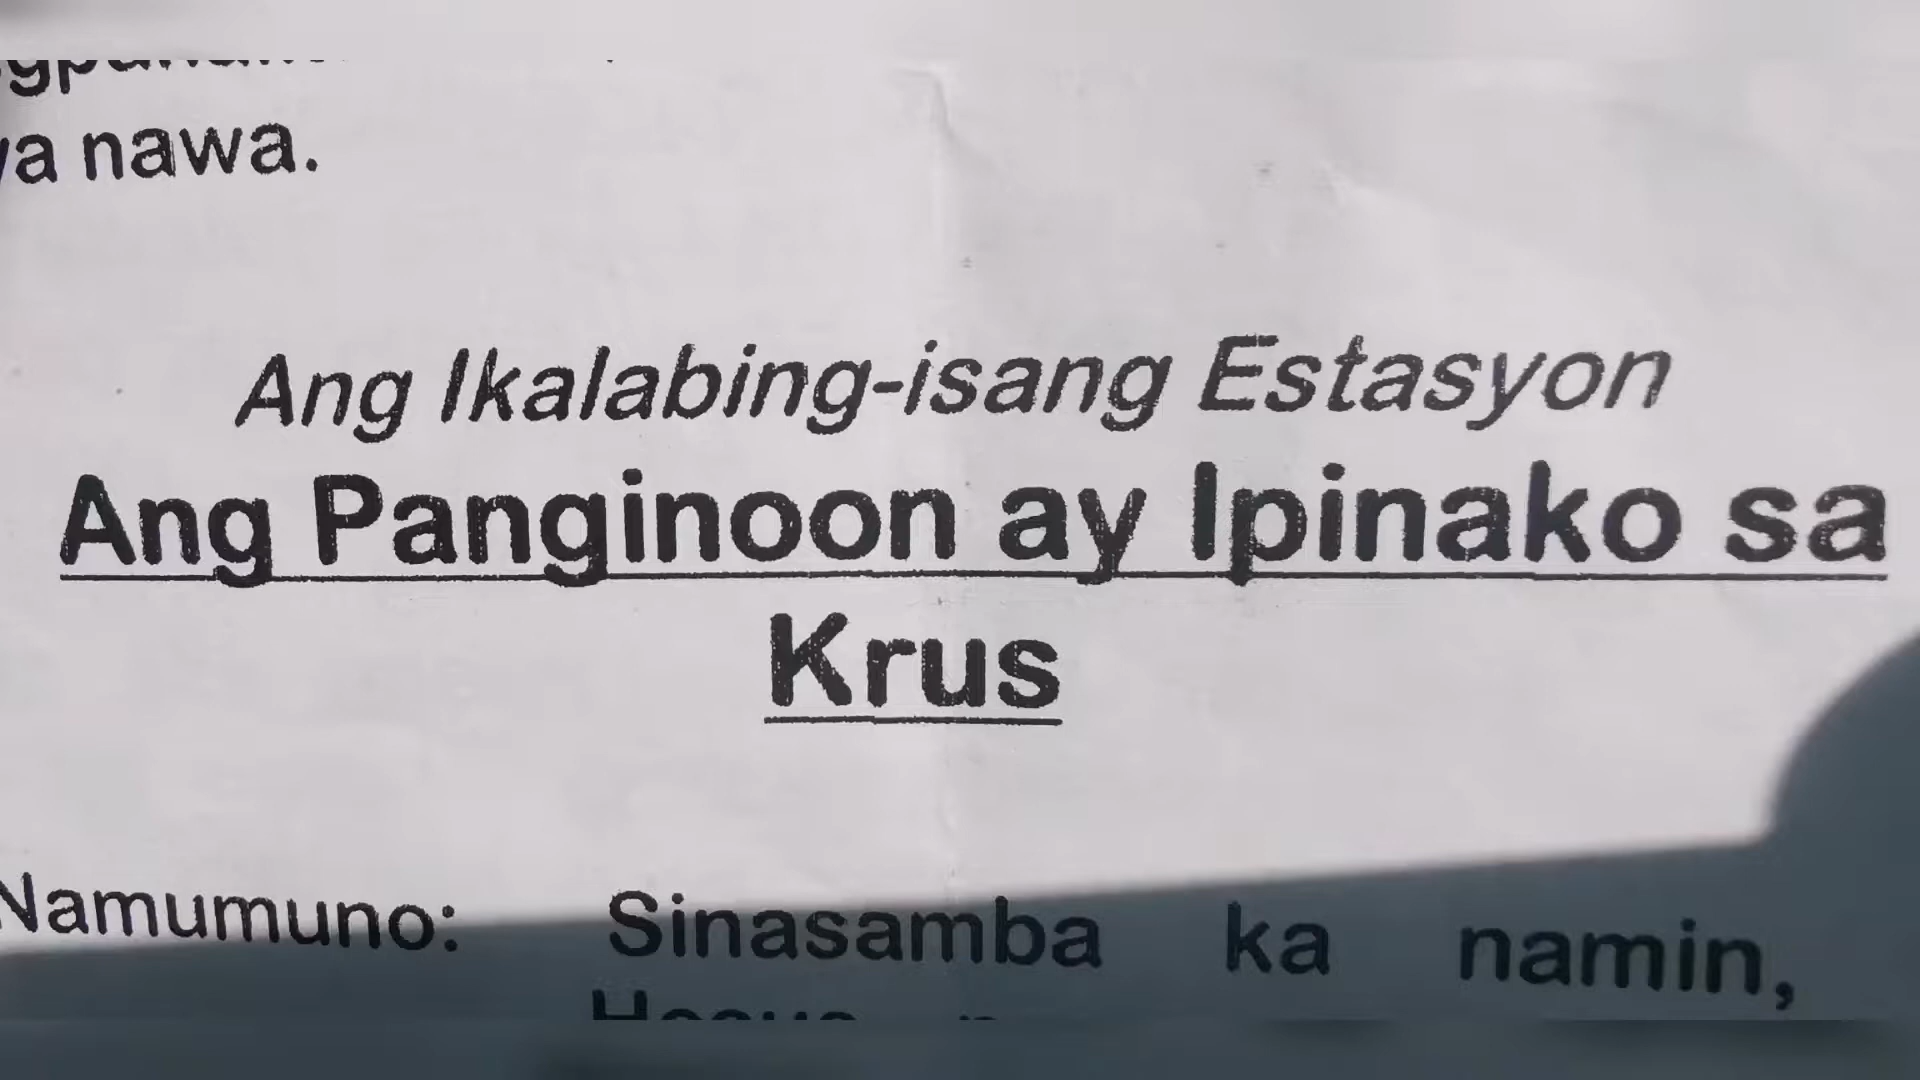 nawa.
Ang Ikalabing-isang Estasyon
Ang Panginoon ay Ipinako sa
Krus
Namumuno: Sinasamba ka namin,